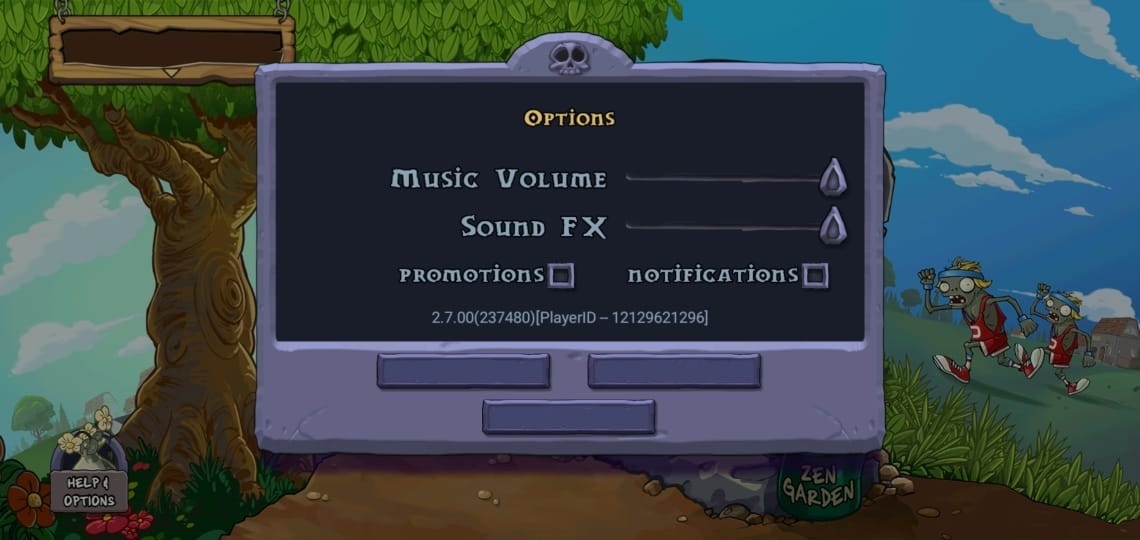 Options
Music Volume
Sound FX
promotions notifications
2.7.00(237480)[PlayerID – 12129621296]
HELP &
OPTIONS
ZEN
GARDEN